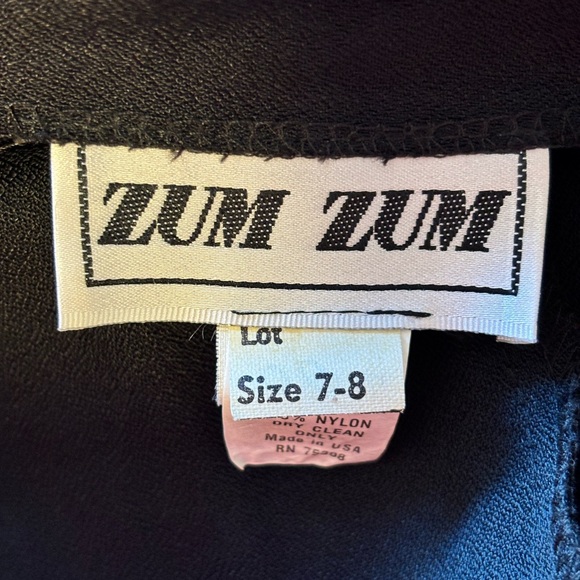 ZUM ZUM
Lot
Size 7-8
% NYLON
DRY CLEAN
ONLY
Made in USA
RN